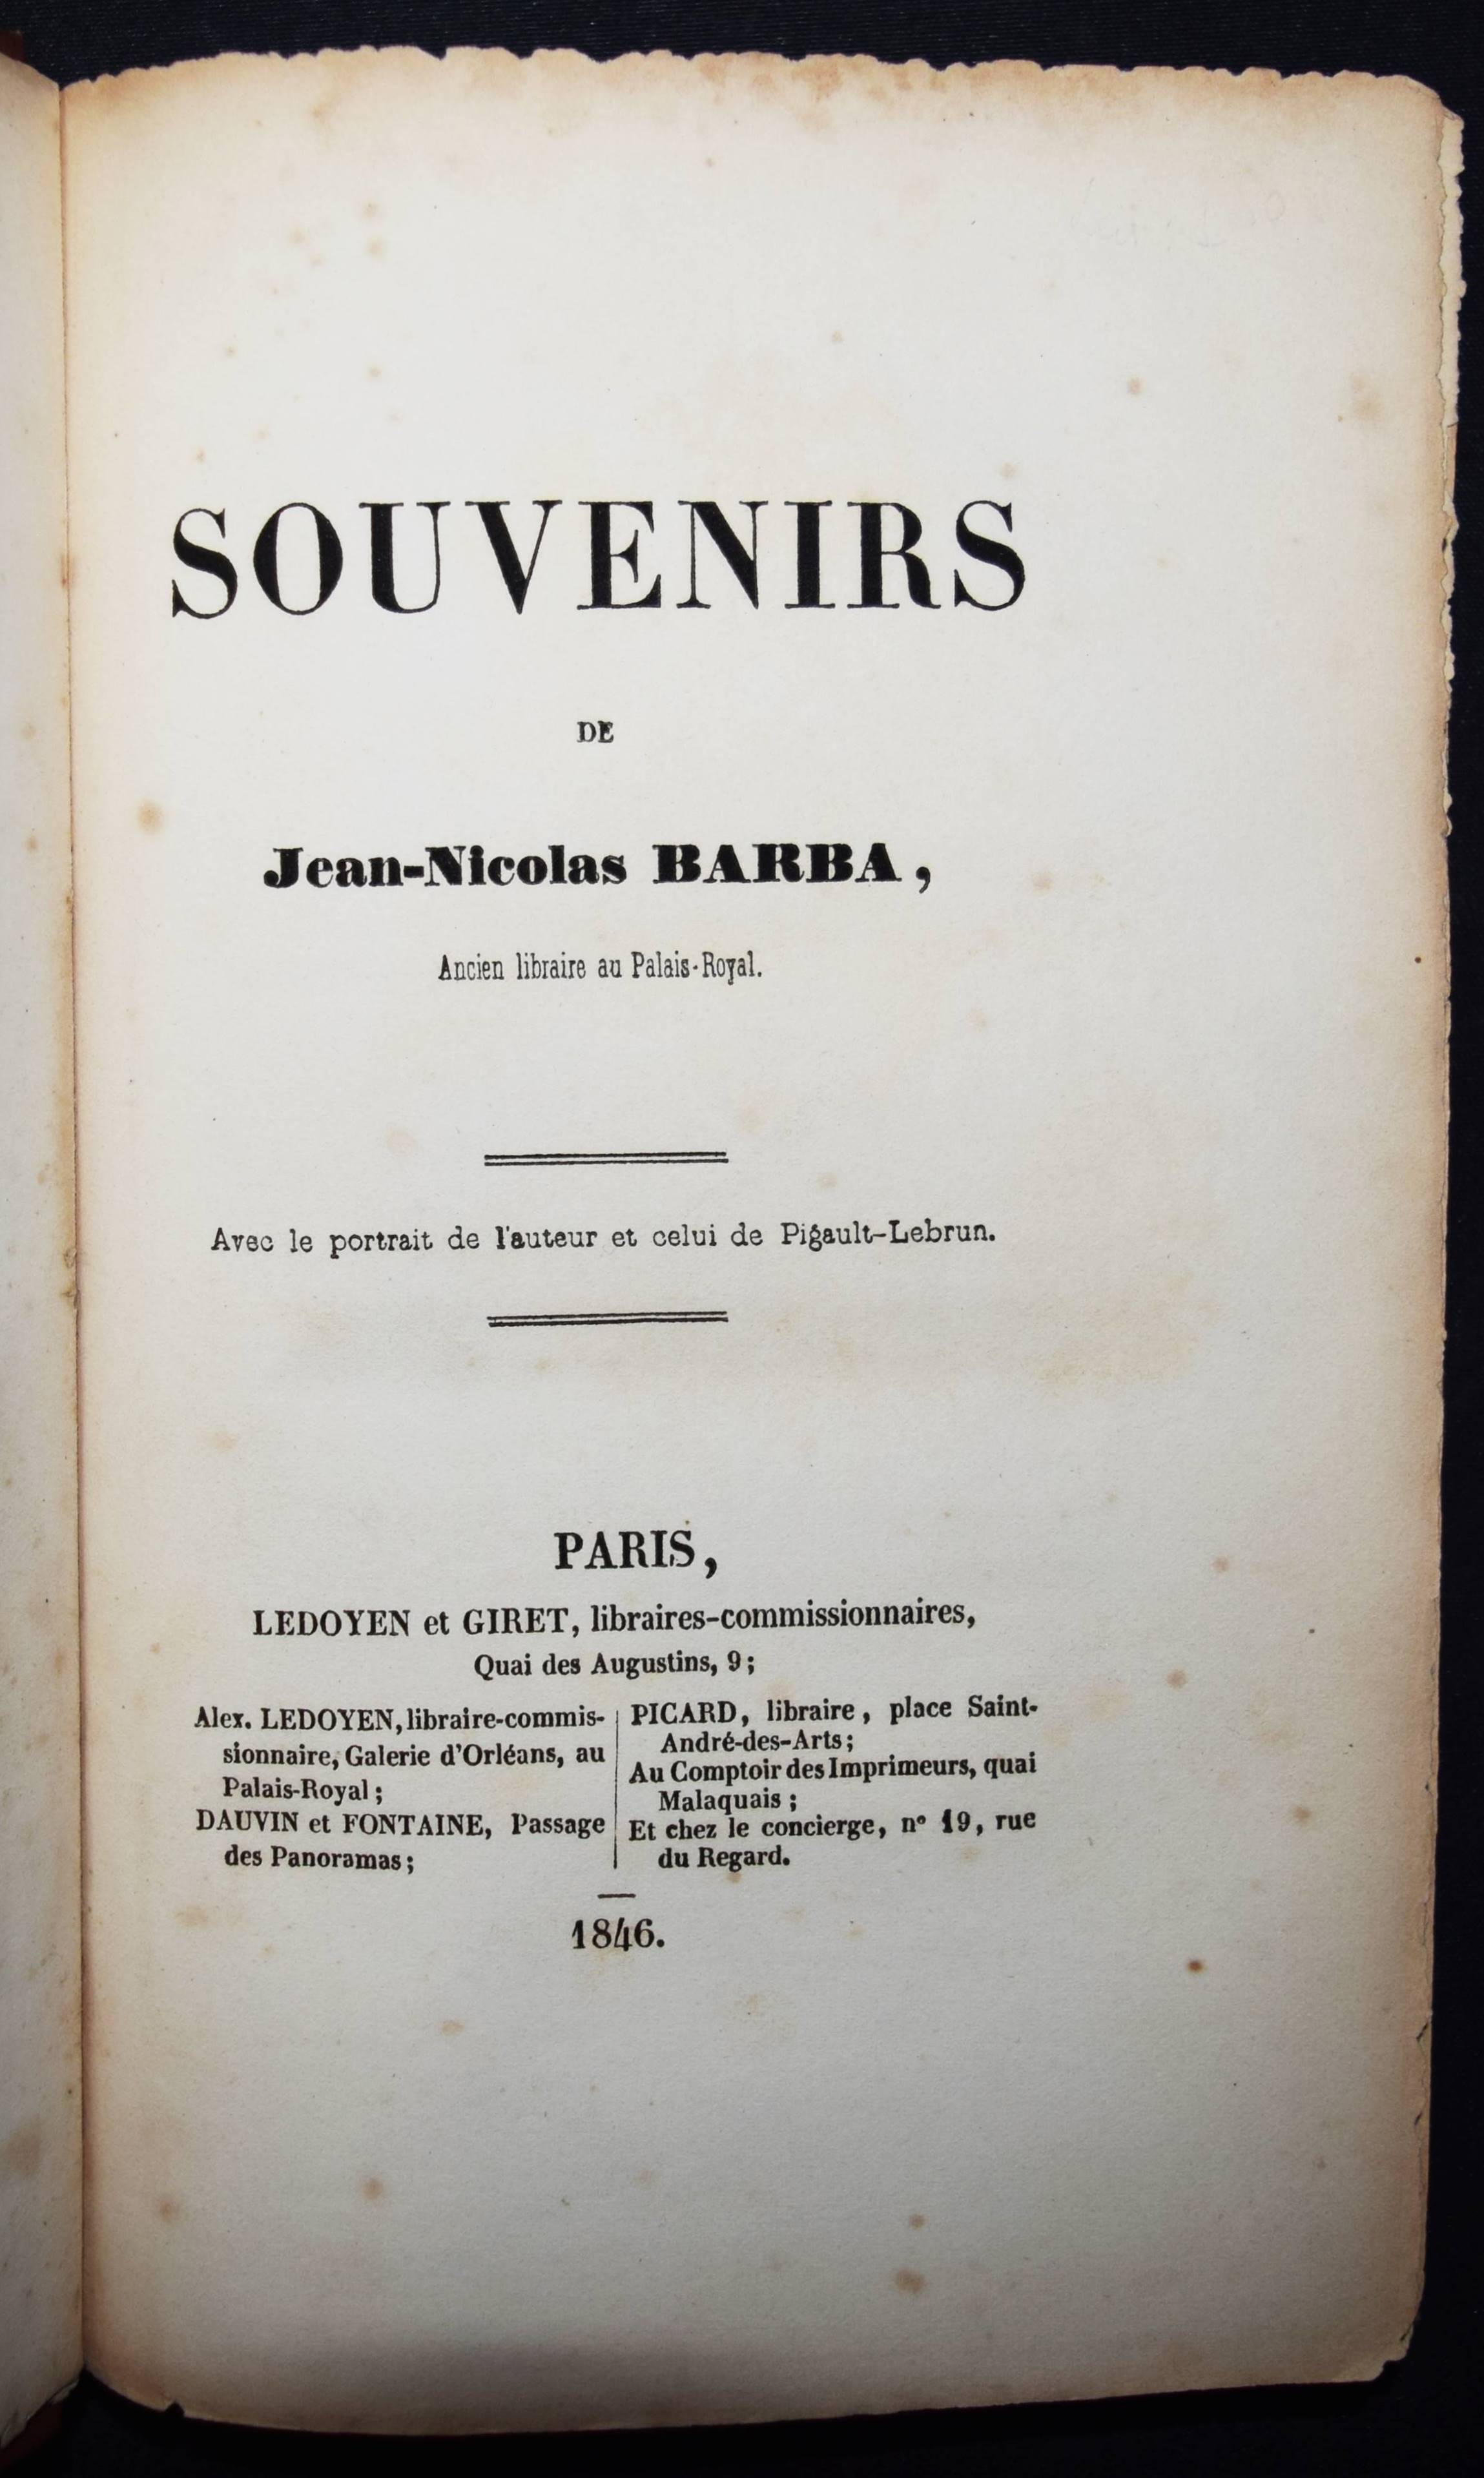 SOUVENIRS
DE
Jean-Nicolas BARBA,
Ancien libraire au Palais-Royal.
Avec le portrait de l'auteur et celui de Pigault-Lebrun.
PARIS,
LEDOYEN et GIRET, libraires-commissionnaires,
Quai des Augustins, 9;
Alex. LEDOYEN, libraire-commis-
sionnaire, Galerie d'Orléans, au
Palais-Royal;
DAUVIN et FONTAINE, Passage
des Panoramas;
PICARD, libraire, place Saint-
André-des-Arts;
Au Comptoir des Imprimeurs, quai
Malaquais;
Et chez le concierge, nº 19, rue
du Regard.
1846.